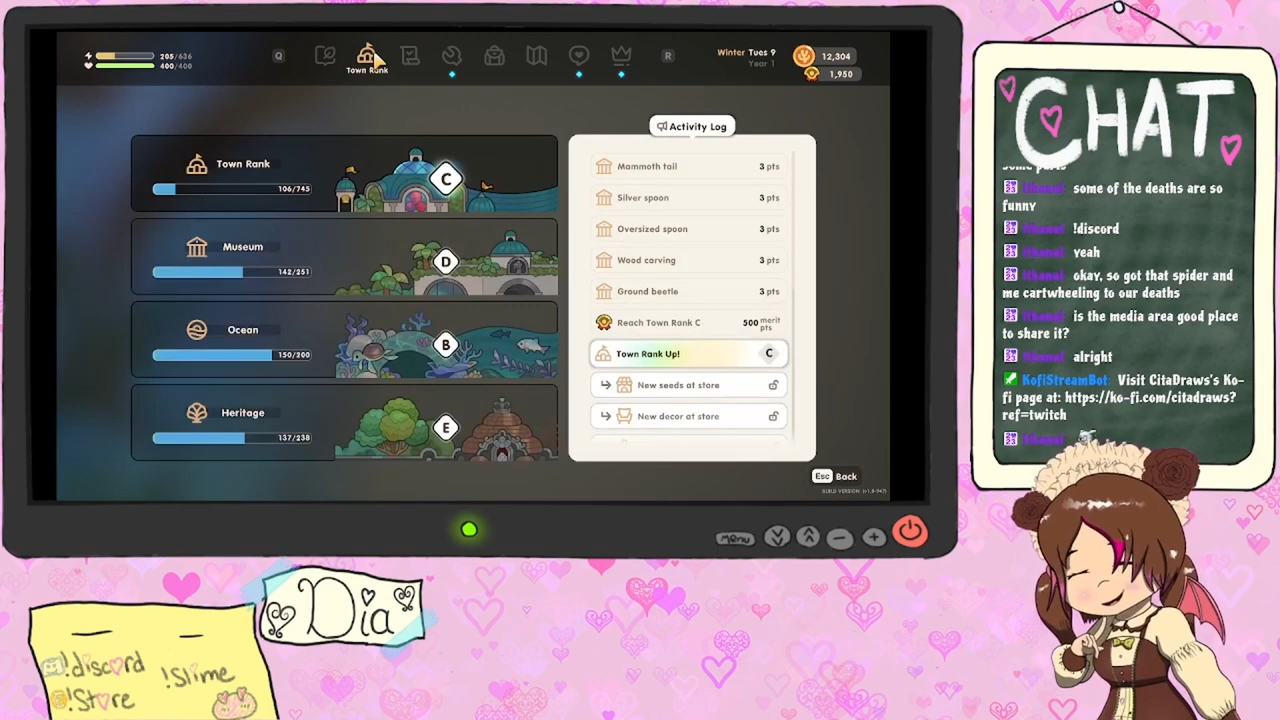 205/636
400/400
Q
Town Rank
R
Winter Tues 9
Year 1
12,304
1,950
Town Rank
106/745
C
Museum
142/251
D
Ocean
150/200
B
Heritage
137/238
E
Activity Log
Mammoth tail 3 pts
Silver spoon 3 pts
Oversized spoon 3 pts
Wood carving 3 pts
Ground beetle 3 pts
Reach Town Rank C 500 merit pts
Town Rank Up! C
New seeds at store
New decor at store
Esc Back
Menu
CHAT
some of the deaths are so
funny
!discord
yeah
okay, so got that spider and
me cartwheeling to our deaths
is the media area good place
to share it?
alright
KofiStreamBot: Visit CitaDraws's Ko-
fi page at: https://ko-fi.com/citadraws?
ref=twitch
Dia
!discord
!Slime
!Store